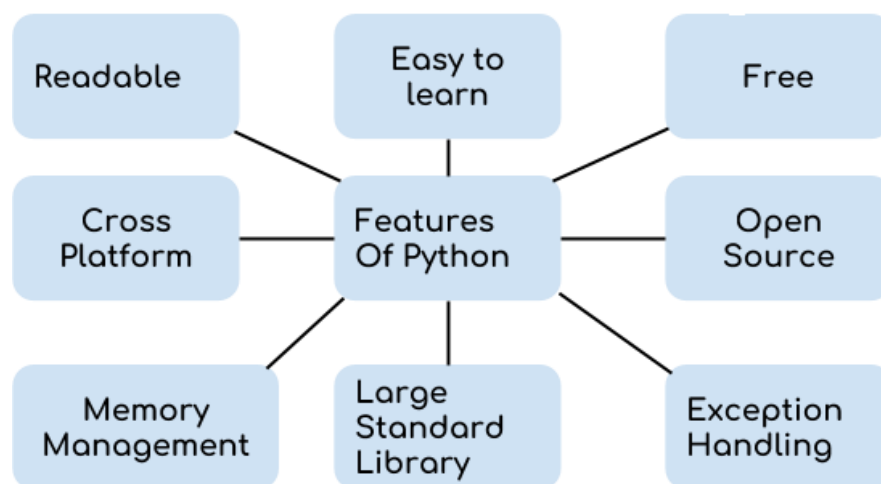 Readable
Easy to
learn
Free
Cross
Platform
Features
Of Python
Open
Source
Memory
Management
Large
Standard
Library
Exception
Handling